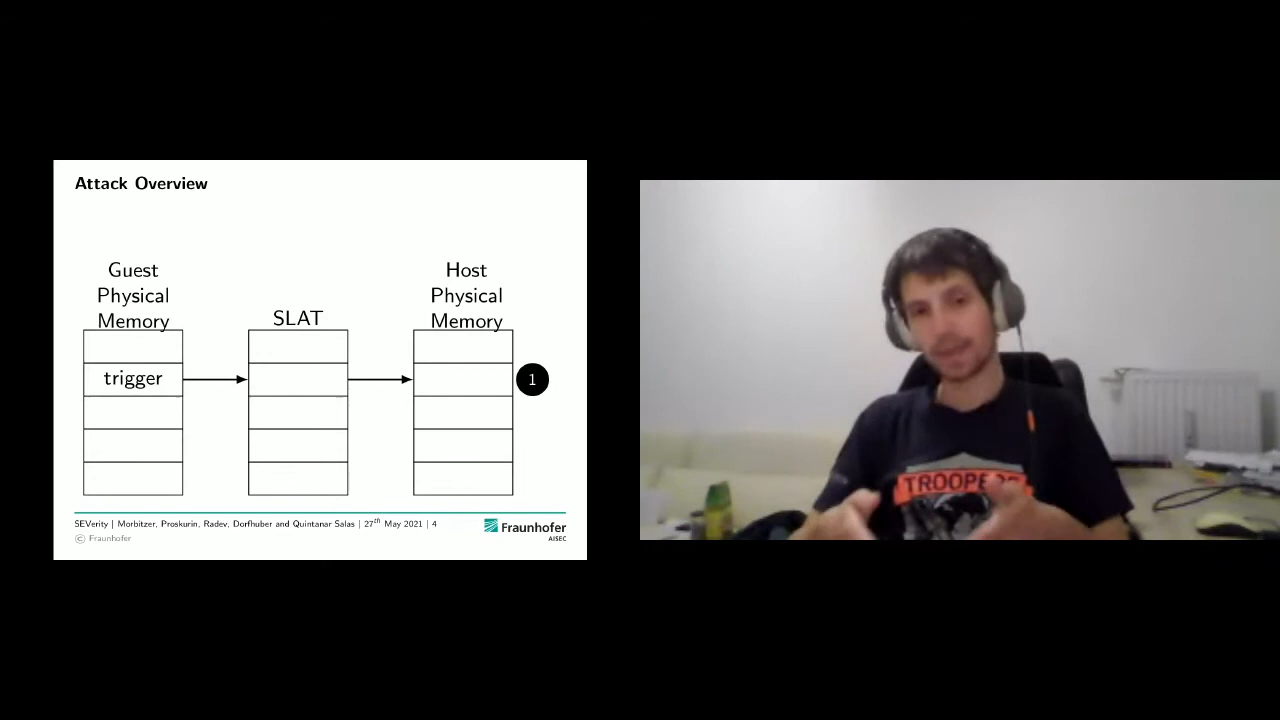 Attack Overview
Guest
Physical
Memory
SLAT
Host
Physical
Memory
trigger
1
SEVerity | Morbitzer, Proskurin, Radev, Dorfhuber and Quintanar Salas | 27th May 2021 | 4
© Fraunhofer
Fraunhofer
AISEC
TROOPERS